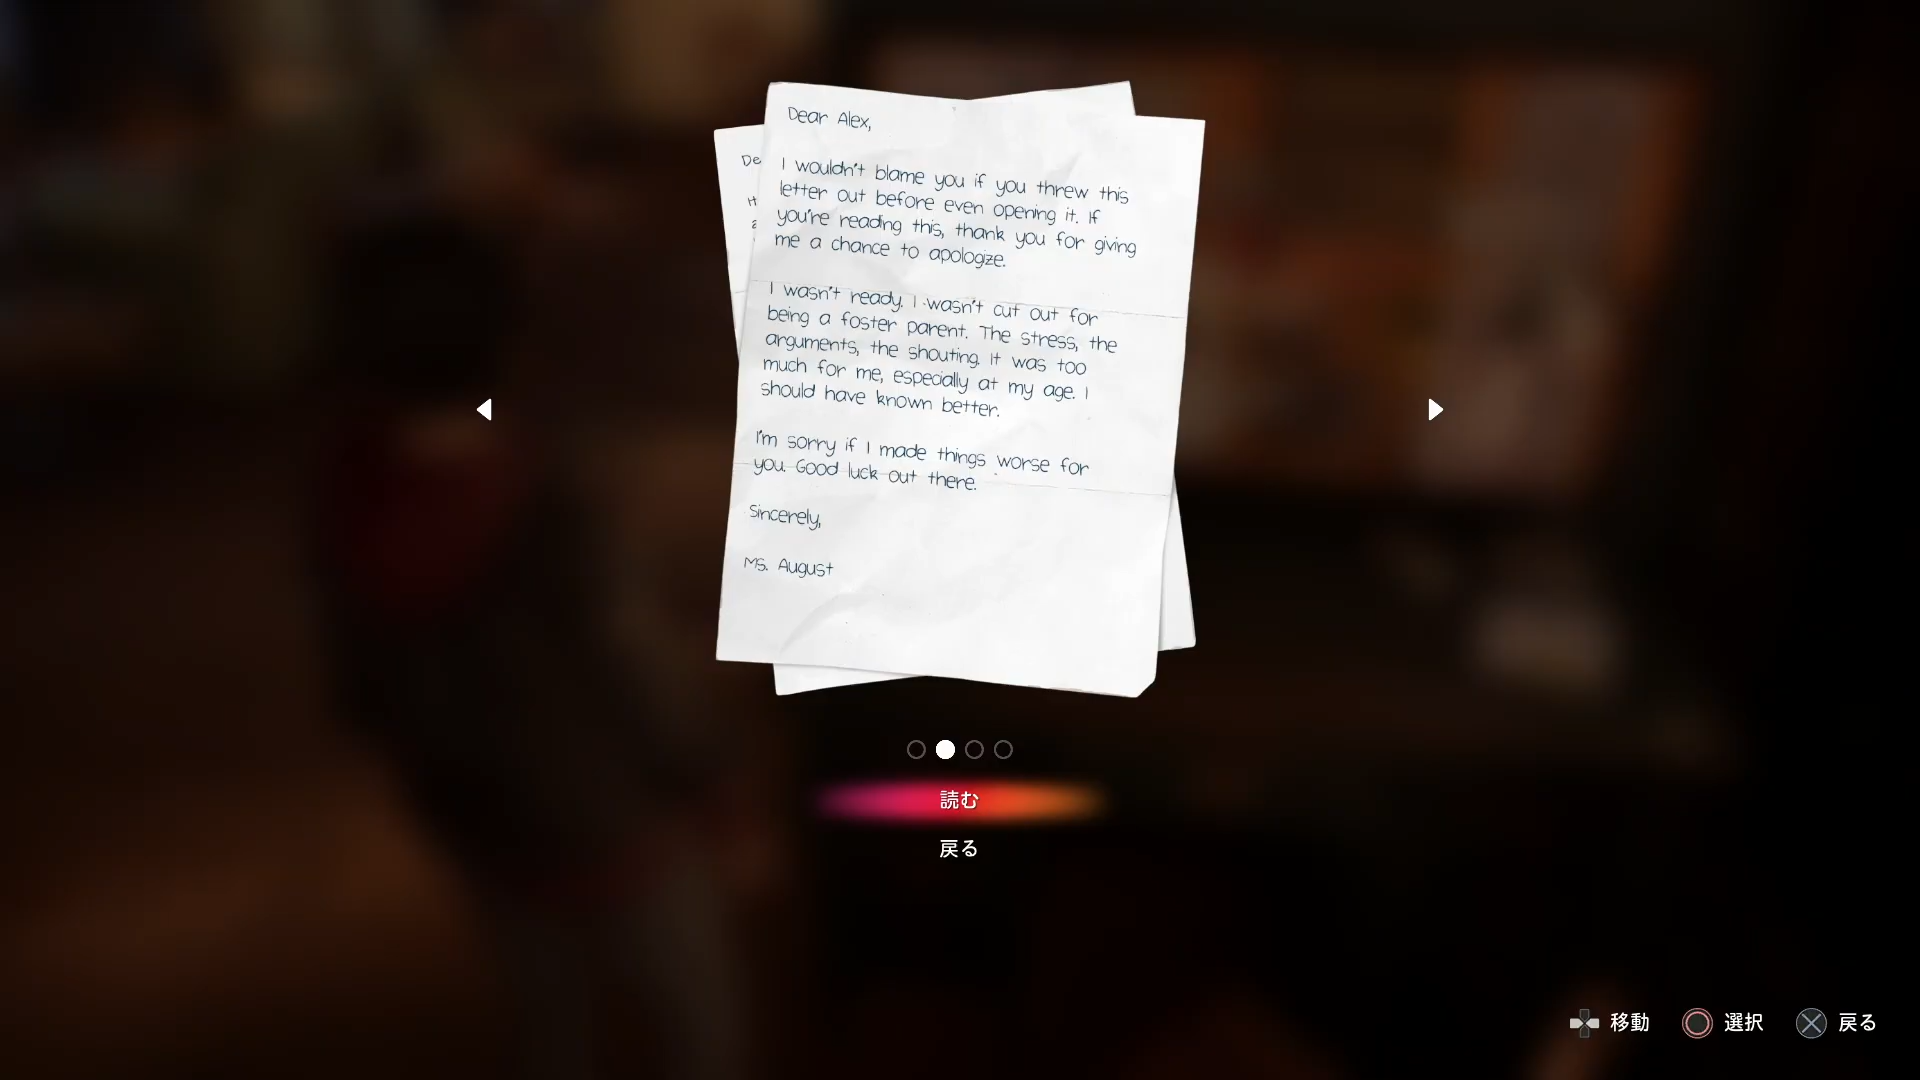 Dear Alex,
I wouldn't blame you if you threw this
letter out before even opening it. If
you're reading this, thank you for giving
me a chance to apologize.
I wasn't ready. I wasn't cut out for
being a foster parent. The stress, the
arguments, the shouting. It was too
much for me, especially at my age. I
should have known better.
I'm sorry if I made things worse for
you. Good luck out there.
Sincerely,
Ms. August
De
It
a
読む
戻る
移動
選択
戻る